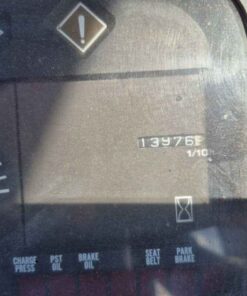 !
13976
1/10
CHARGE PST BRAKE SEAT PARK
PRESS OIL OIL BELT BRAKE